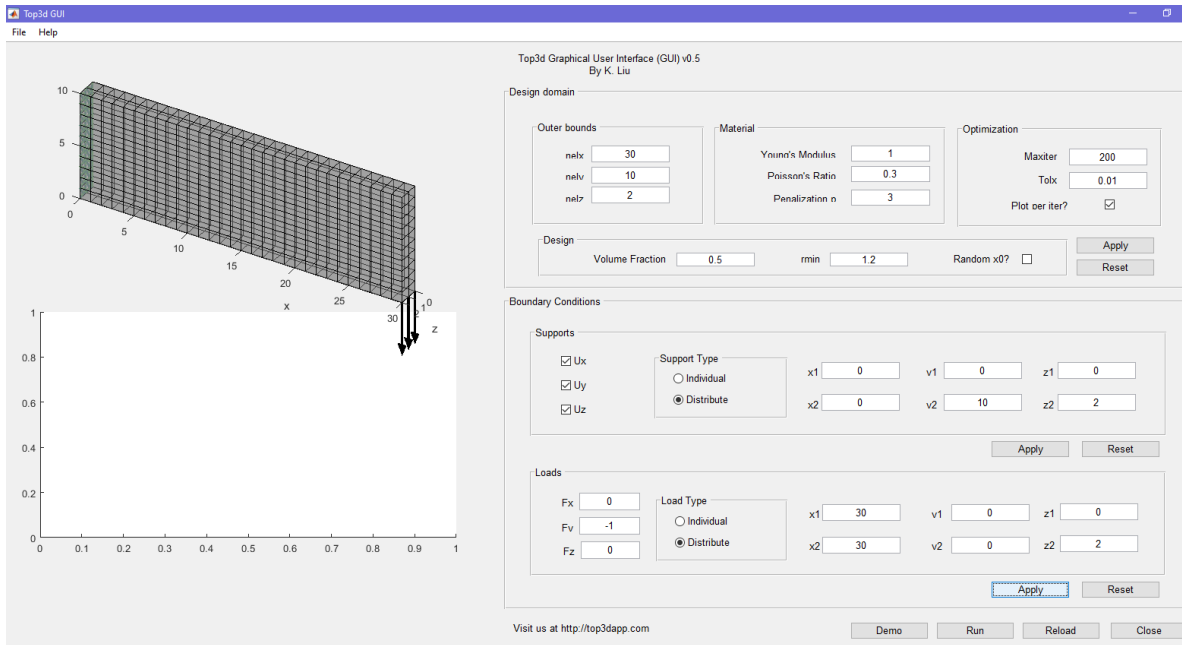 Top3d GUI
File Help
Top3d Graphical User Interface (GUI) v0.5
By K. Liu
Design domain
Outer bounds
nelx 30
nely 10
nelz 2
Material
Young's Modulus 1
Poisson's Ratio 0.3
Penalization p 3
Optimization
Maxiter 200
Tolx 0.01
Plot per iter?
Design
Volume Fraction 0.5 rmin 1.2 Random x0?
Apply
Reset
Boundary Conditions
Supports
Ux
Uy
Uz
Support Type
Individual
Distribute
x1 0 y1 0 z1 0
x2 0 y2 10 z2 2
Apply Reset
Loads
Fx 0
Fy -1
Fz 0
Load Type
Individual
Distribute
x1 30 y1 0 z1 0
x2 30 y2 0 z2 2
Apply Reset
Visit us at http://top3dapp.com
Demo Run Reload Close
10
5
0
0
5
10
15
20
25
30
x
2
1
0
z
1
0.8
0.6
0.4
0.2
0
0 0.1 0.2 0.3 0.4 0.5 0.6 0.7 0.8 0.9 1